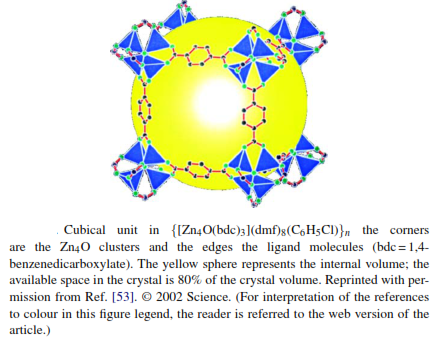 Cubical unit in {[Zn₄O(bdc)₃](dmf)₈(C₆H₅Cl)}ₙ the corners
are the Zn₄O clusters and the edges the ligand molecules (bdc = 1,4-
benzenedicarboxylate). The yellow sphere represents the internal volume; the
available space in the crystal is 80% of the crystal volume. Reprinted with per-
mission from Ref. [53]. © 2002 Science. (For interpretation of the references
to colour in this figure legend, the reader is referred to the web version of the
article.)